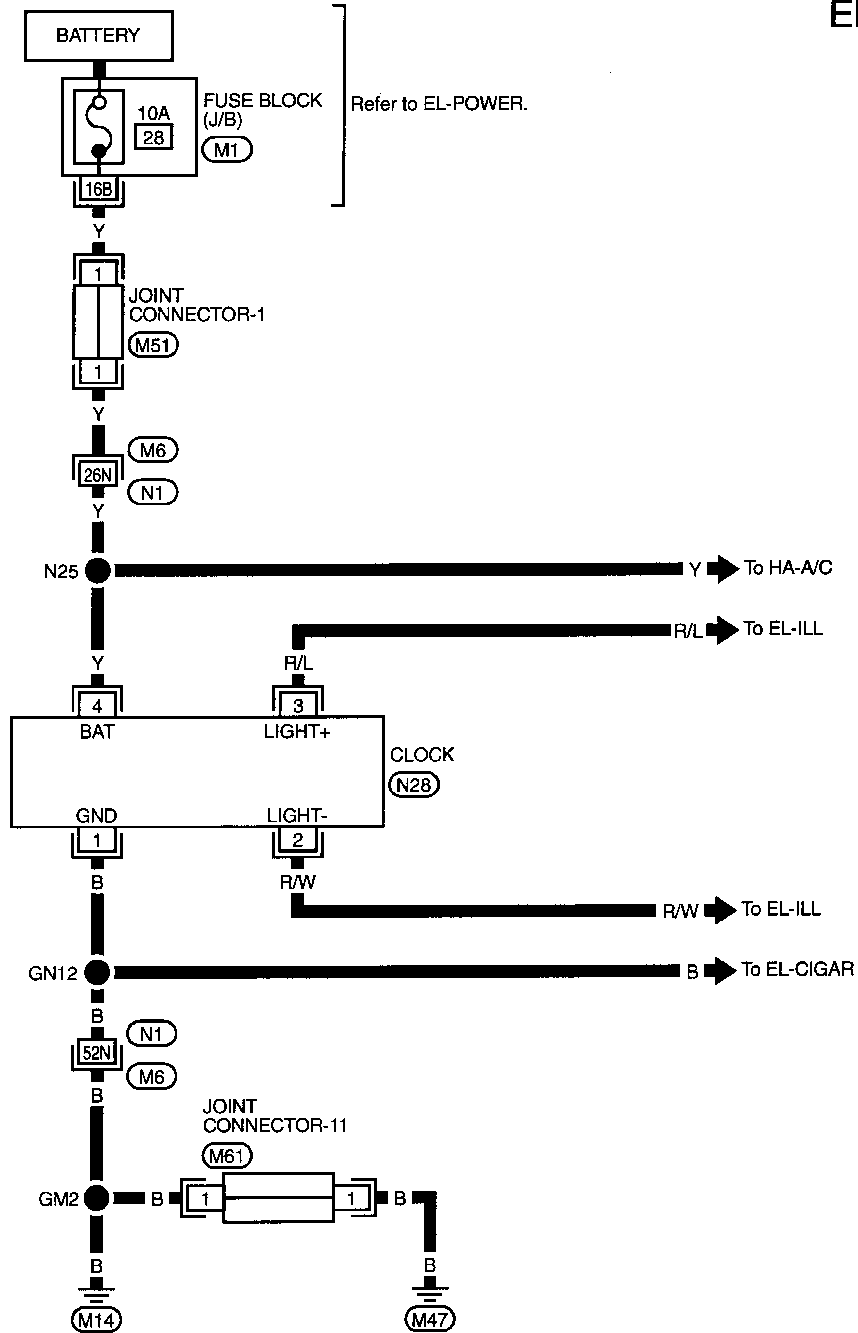 EL
BATTERY
10A
28
FUSE BLOCK
(J/B)
M1
Refer to EL-POWER.
16B
Y
1
JOINT
CONNECTOR-1
M51
1
Y
M6
26N
N1
Y
N25
Y
To HA-A/C
R/L
To EL-ILL
Y
R/L
4
3
BAT
LIGHT+
CLOCK
N28
GND
LIGHT-
1
2
B
R/W
R/W
To EL-ILL
GN12
B
To EL-CIGAR
B
N1
52N
M6
B
JOINT
CONNECTOR-11
M61
GM2
B
1
1
B
B
B
M14
M47